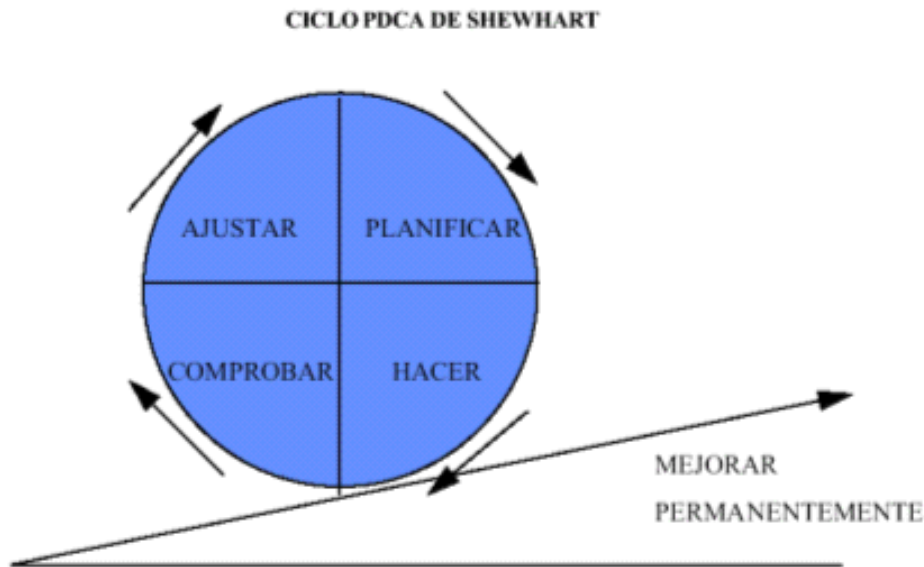 CICLO PDCA DE SHEWHART
AJUSTAR
PLANIFICAR
COMPROBAR
HACER
MEJORAR
PERMANENTEMENTE